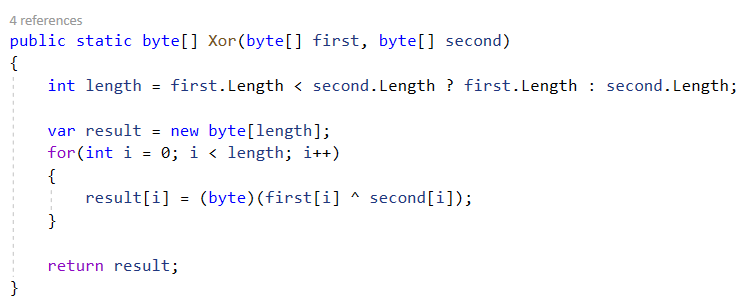 4 references
public static byte[] Xor(byte[] first, byte[] second)
{
    int length = first.Length < second.Length ? first.Length : second.Length;

    var result = new byte[length];
    for(int i = 0; i < length; i++)
    {
        result[i] = (byte)(first[i] ^ second[i]);
    }

    return result;
}